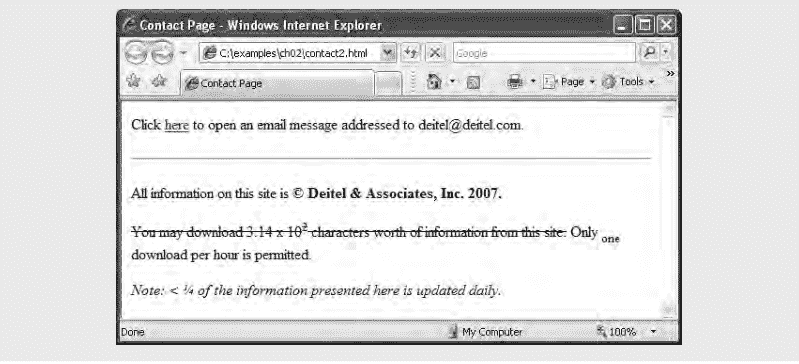 Contact Page - Windows Internet Explorer
C:\examples\ch02\contact2.html
Google
Contact Page
Page
Tools
»
Click here to open an email message addressed to deitel@deitel.com.
All information on this site is © Deitel & Associates, Inc. 2007.
You may download 3.14 x 10² characters worth of information from this site. Only one
download per hour is permitted.
Note: < ¼ of the information presented here is updated daily.
Done
My Computer
100%